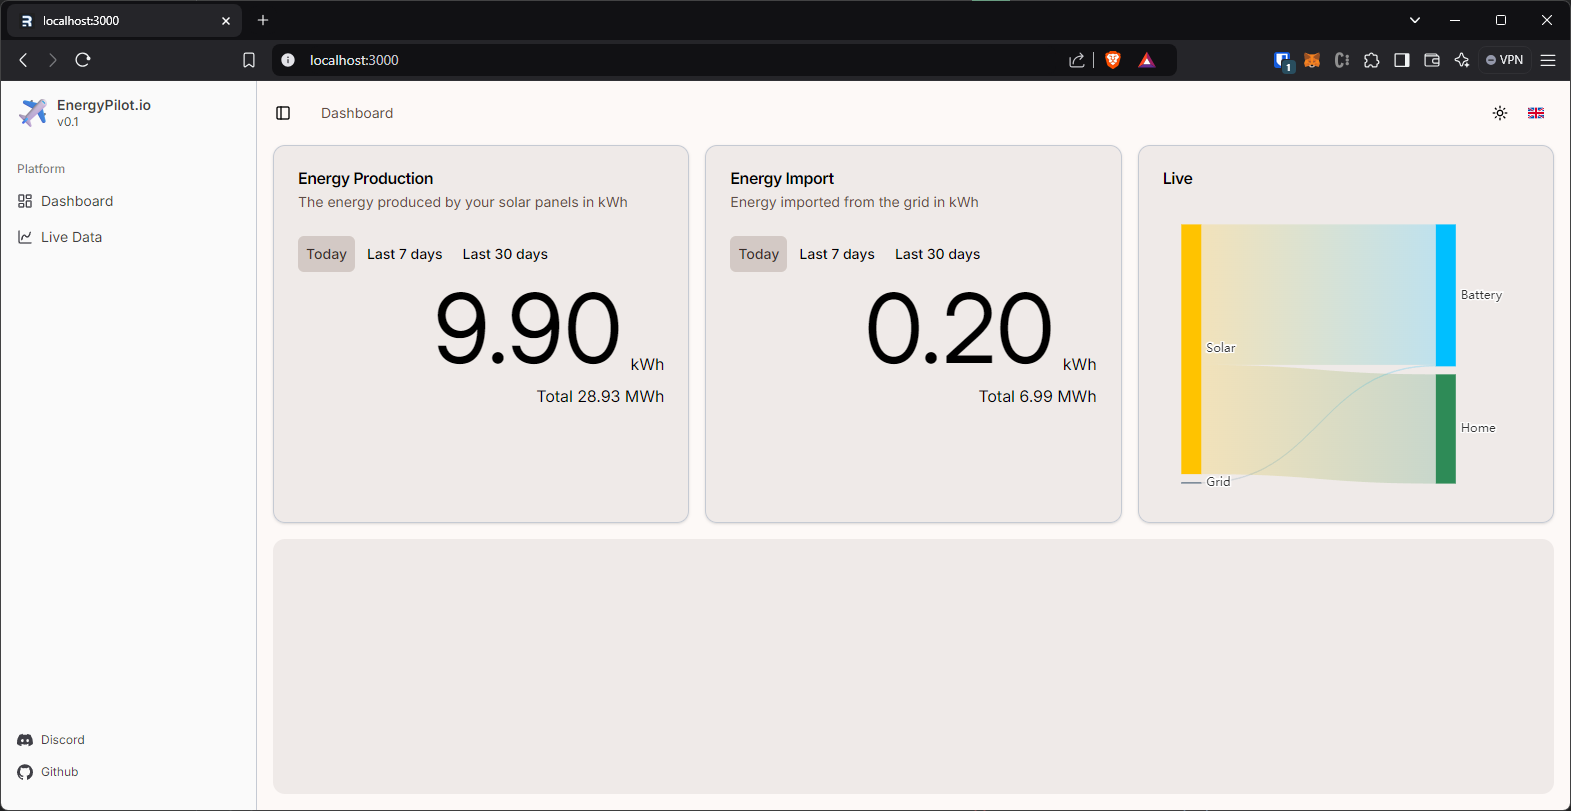 localhost:3000
localhost:3000
1
VPN
EnergyPilot.io
v0.1
Platform
Dashboard
Live Data
Discord
Github
Dashboard
Energy Production
The energy produced by your solar panels in kWh
Today Last 7 days Last 30 days
9.90 kWh
Total 28.93 MWh
Energy Import
Energy imported from the grid in kWh
Today Last 7 days Last 30 days
0.20 kWh
Total 6.99 MWh
Live
Battery
Solar
Home
Grid